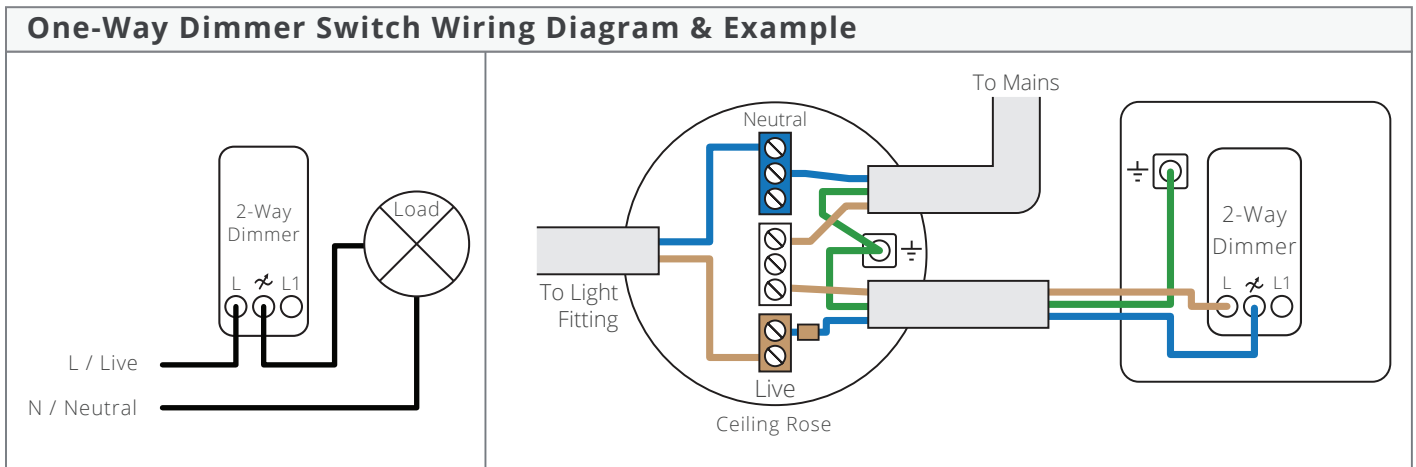 One-Way Dimmer Switch Wiring Diagram & Example
2-Way
Dimmer
L L1
Load
L / Live
N / Neutral
To Mains
Neutral
To Light
Fitting
Live
Ceiling Rose
2-Way
Dimmer
L L1